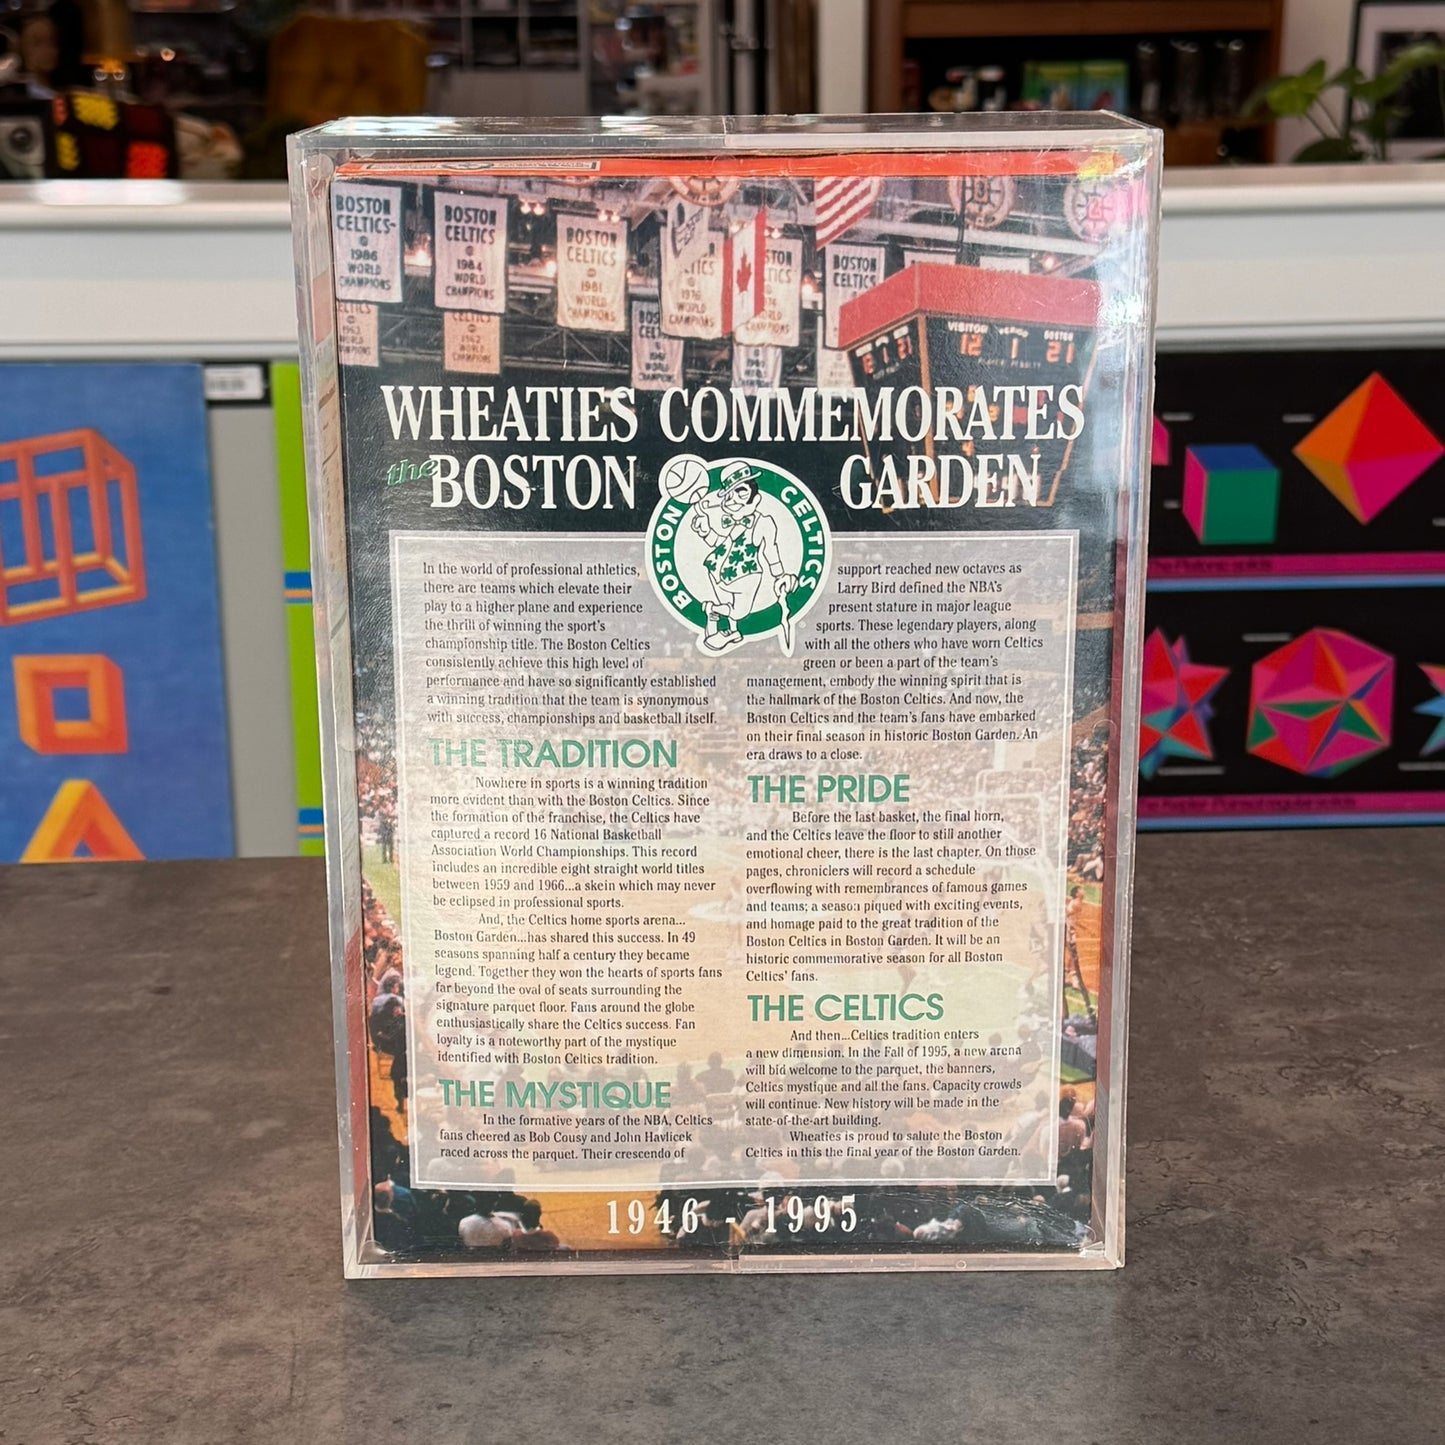 BOSTON
CELTICS
1986
WORLD
CHAMPIONS
BOSTON
CELTICS
1984
WORLD
CHAMPIONS
BOSTON
CELTICS
1981
WORLD
CHAMPIONS
1976
WORLD
CHAMPIONS
BOSTON
CELTICS
VISITOR
PERIOD
BOSTON
12 1 21
WHEATIES COMMEMORATES
the BOSTON GARDEN
BOSTON CELTICS
In the world of professional athletics,
there are teams which elevate their
play to a higher plane and experience
the thrill of winning the sport's
championship title. The Boston Celtics
consistently achieve this high level of
performance and have so significantly established
a winning tradition that the team is synonymous
with success, championships and basketball itself.
THE TRADITION
Nowhere in sports is a winning tradition
more evident than with the Boston Celtics. Since
the formation of the franchise, the Celtics have
captured a record 16 National Basketball
Association World Championships. This record
includes an incredible eight straight world titles
between 1959 and 1966...a skein which may never
be eclipsed in professional sports.
And, the Celtics home sports arena...
Boston Garden...has shared this success. In 49
seasons spanning half a century they became
legend. Together they won the hearts of sports fans
far beyond the oval of seats surrounding the
signature parquet floor. Fans around the globe
enthusiastically share the Celtics success. Fan
loyalty is a noteworthy part of the mystique
identified with Boston Celtics tradition.
THE MYSTIQUE
In the formative years of the NBA, Celtics
fans cheered as Bob Cousy and John Havlicek
raced across the parquet. Their crescendo of
support reached new octaves as
Larry Bird defined the NBA's
present stature in major league
sports. These legendary players, along
with all the others who have worn Celtics
green or been a part of the team's
management, embody the winning spirit that is
the hallmark of the Boston Celtics. And now, the
Boston Celtics and the team's fans have embarked
on their final season in historic Boston Garden. An
era draws to a close.
THE PRIDE
Before the last basket, the final horn,
and the Celtics leave the floor to still another
emotional cheer, there is the last chapter. On those
pages, chroniclers will record a schedule
overflowing with remembrances of famous games
and teams; a season piqued with exciting events,
and homage paid to the great tradition of the
Boston Celtics in Boston Garden. It will be an
historic commemorative season for all Boston
Celtics' fans.
THE CELTICS
And then...Celtics tradition enters
a new dimension. In the Fall of 1995, a new arena
will bid welcome to the parquet, the banners,
Celtics mystique and all the fans. Capacity crowds
will continue. New history will be made in the
state-of-the-art building.
Wheaties is proud to salute the Boston
Celtics in this the final year of the Boston Garden.
1946 - 1995